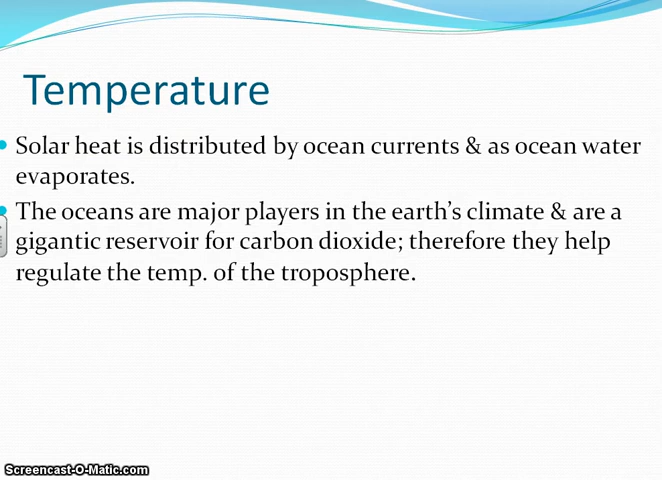 Temperature
• Solar heat is distributed by ocean currents & as ocean water
evaporates.
• The oceans are major players in the earth's climate & are a
gigantic reservoir for carbon dioxide; therefore they help
regulate the temp. of the troposphere.
Screencast-O-Matic.com